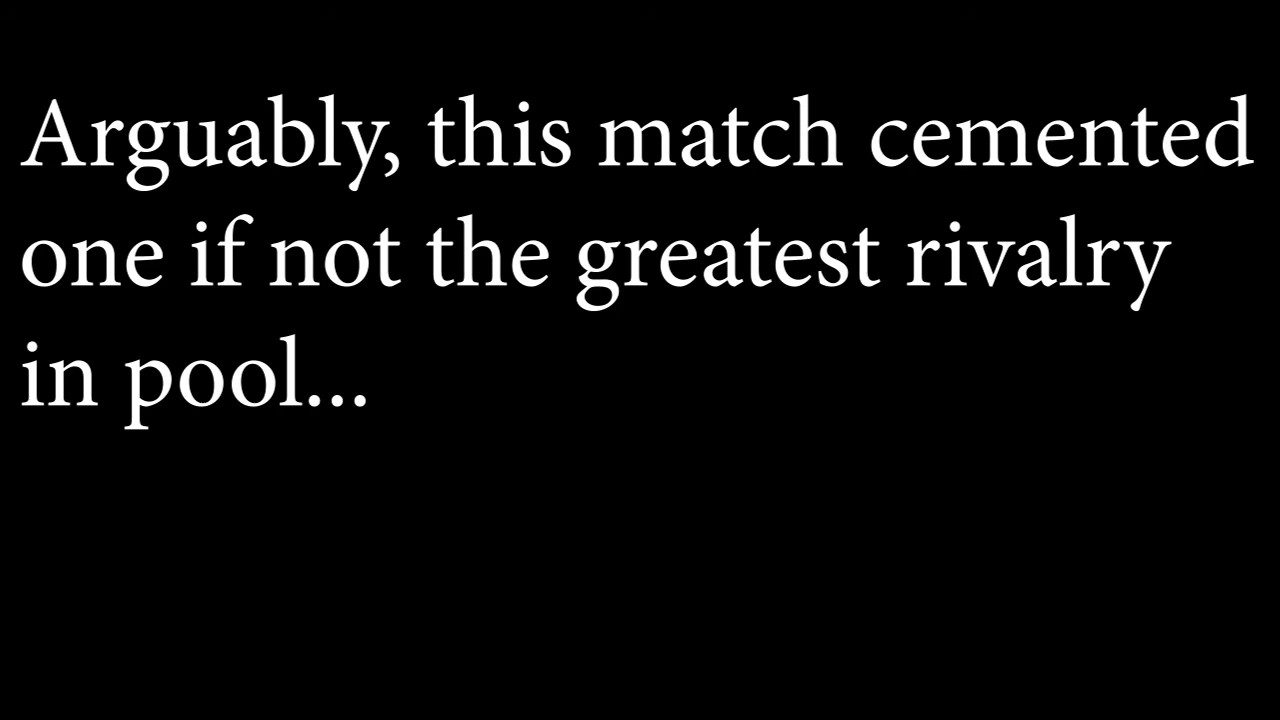 Arguably, this match cemented
one if not the greatest rivalry
in pool...